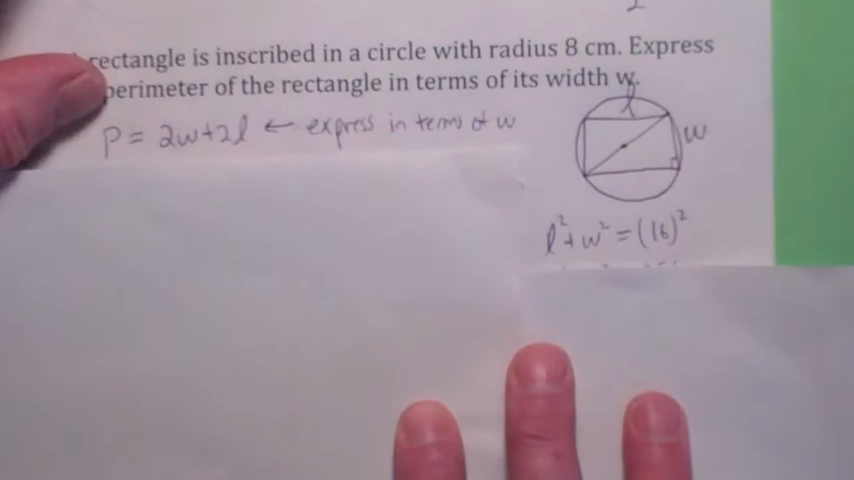 rectangle is inscribed in a circle with radius 8 cm. Express
perimeter of the rectangle in terms of its width w.
P = 2w+2l ← express in terms of w
l
w
l² + w² = (16)²